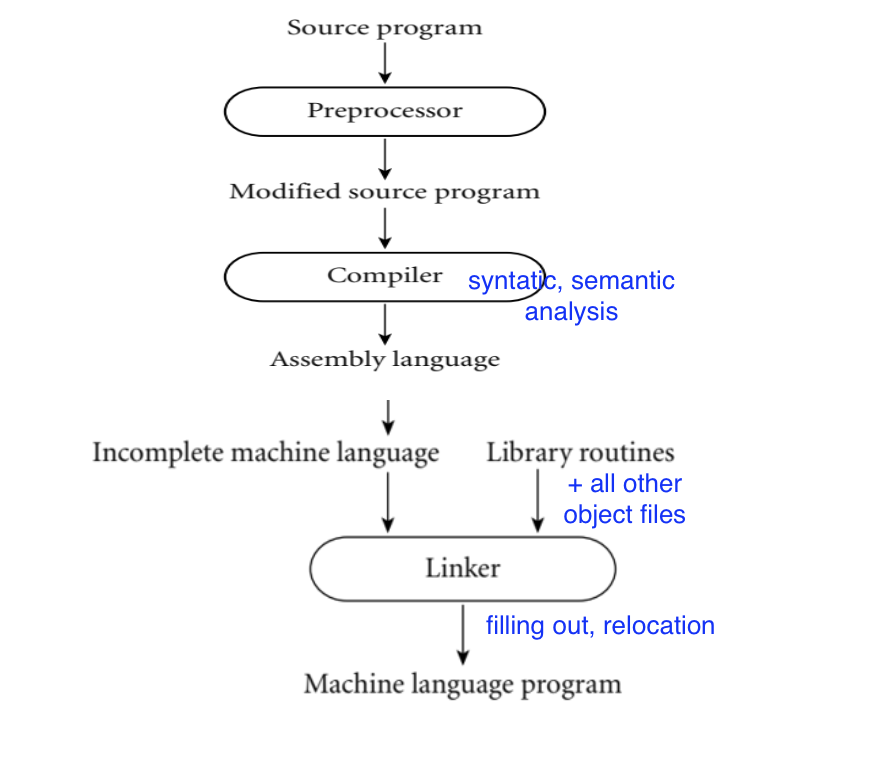 Source program
Preprocessor
Modified source program
Compiler
syntatic, semantic
analysis
Assembly language
Incomplete machine language
Library routines
+ all other
object files
Linker
filling out, relocation
Machine language program